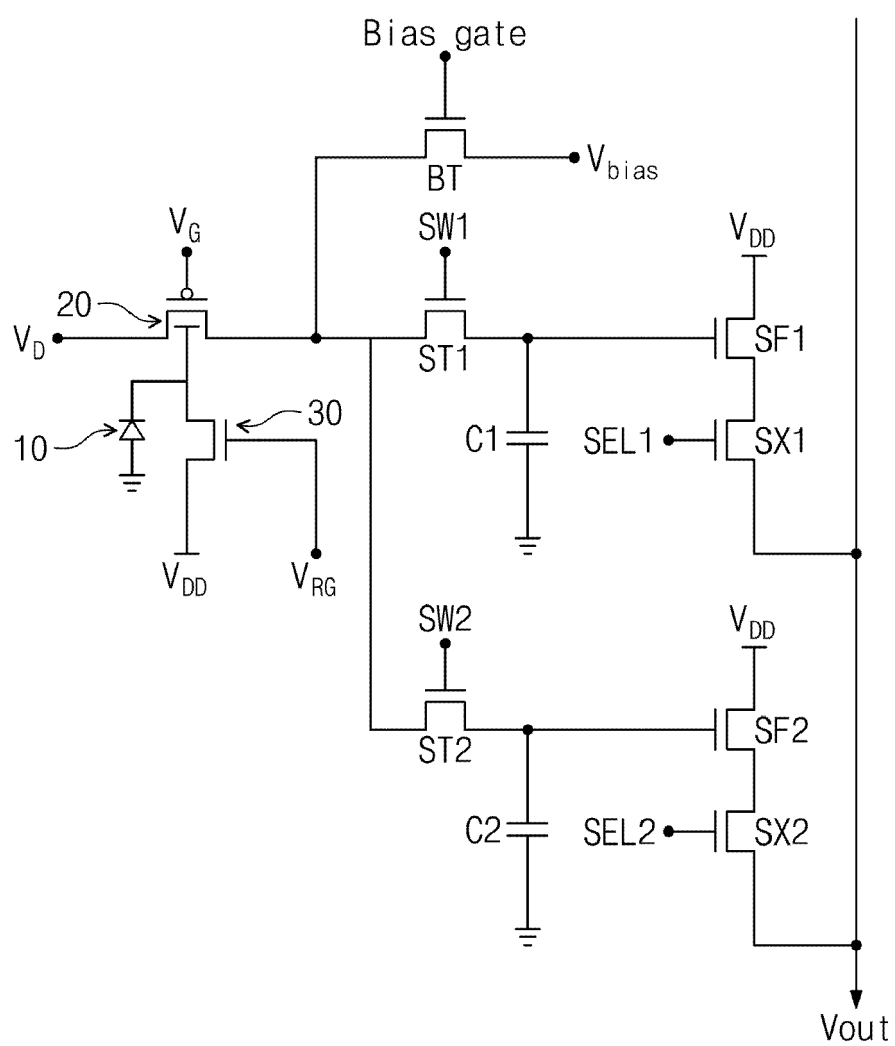 Bias gate
Vbias
BT
VG
SW1
VDD
20
VD
ST1
SF1
10
30
C1
SEL1
SX1
VDD
VRG
SW2
VDD
ST2
SF2
C2
SEL2
SX2
Vout